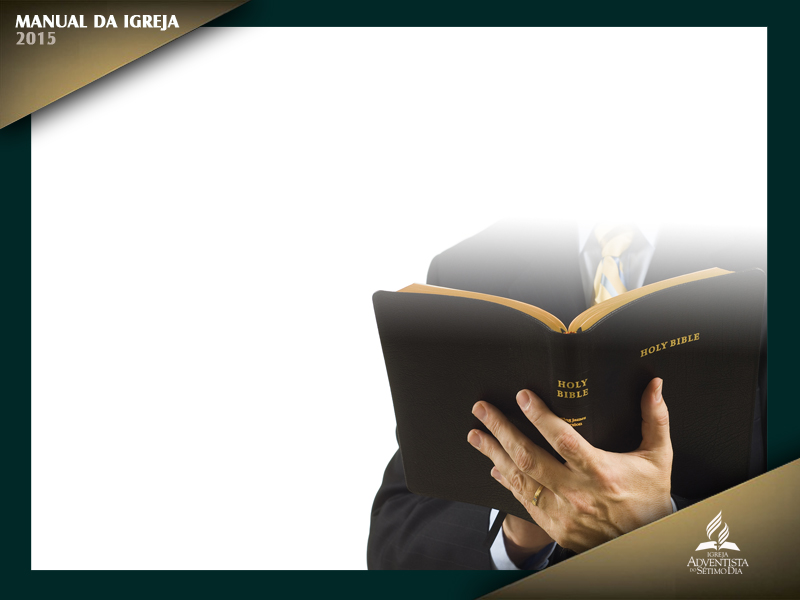 MANUAL DA IGREJA
2015
HOLY BIBLE
HOLY
BIBLE
IGREJA
ADVENTISTA
DO SÉTIMO DIA